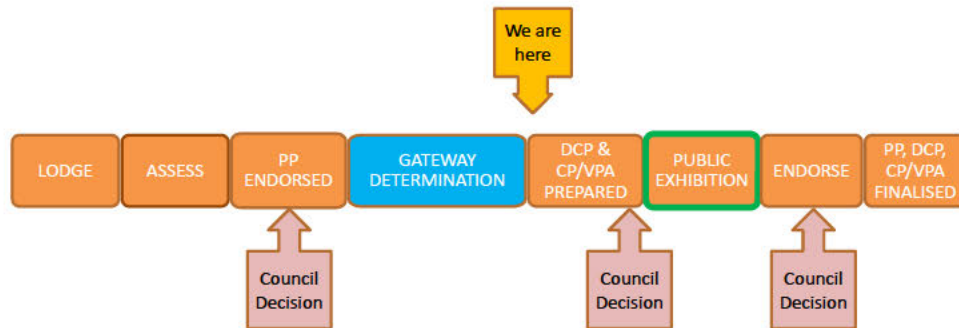 We are
here
LODGE
ASSESS
PP
ENDORSED
GATEWAY
DETERMINATION
DCP &
CP/VPA
PREPARED
PUBLIC
EXHIBITION
ENDORSE
PP, DCP,
CP/VPA
FINALISED
Council
Decision
Council
Decision
Council
Decision